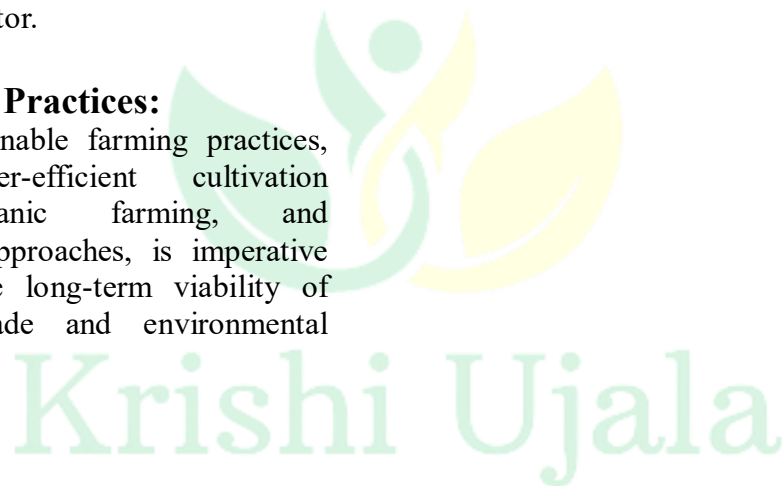 tor.
Practices:
nable farming practices,
er-efficient cultivation
anic farming, and
pproaches, is imperative
e long-term viability of
ade and environmental
Krishi Ujala